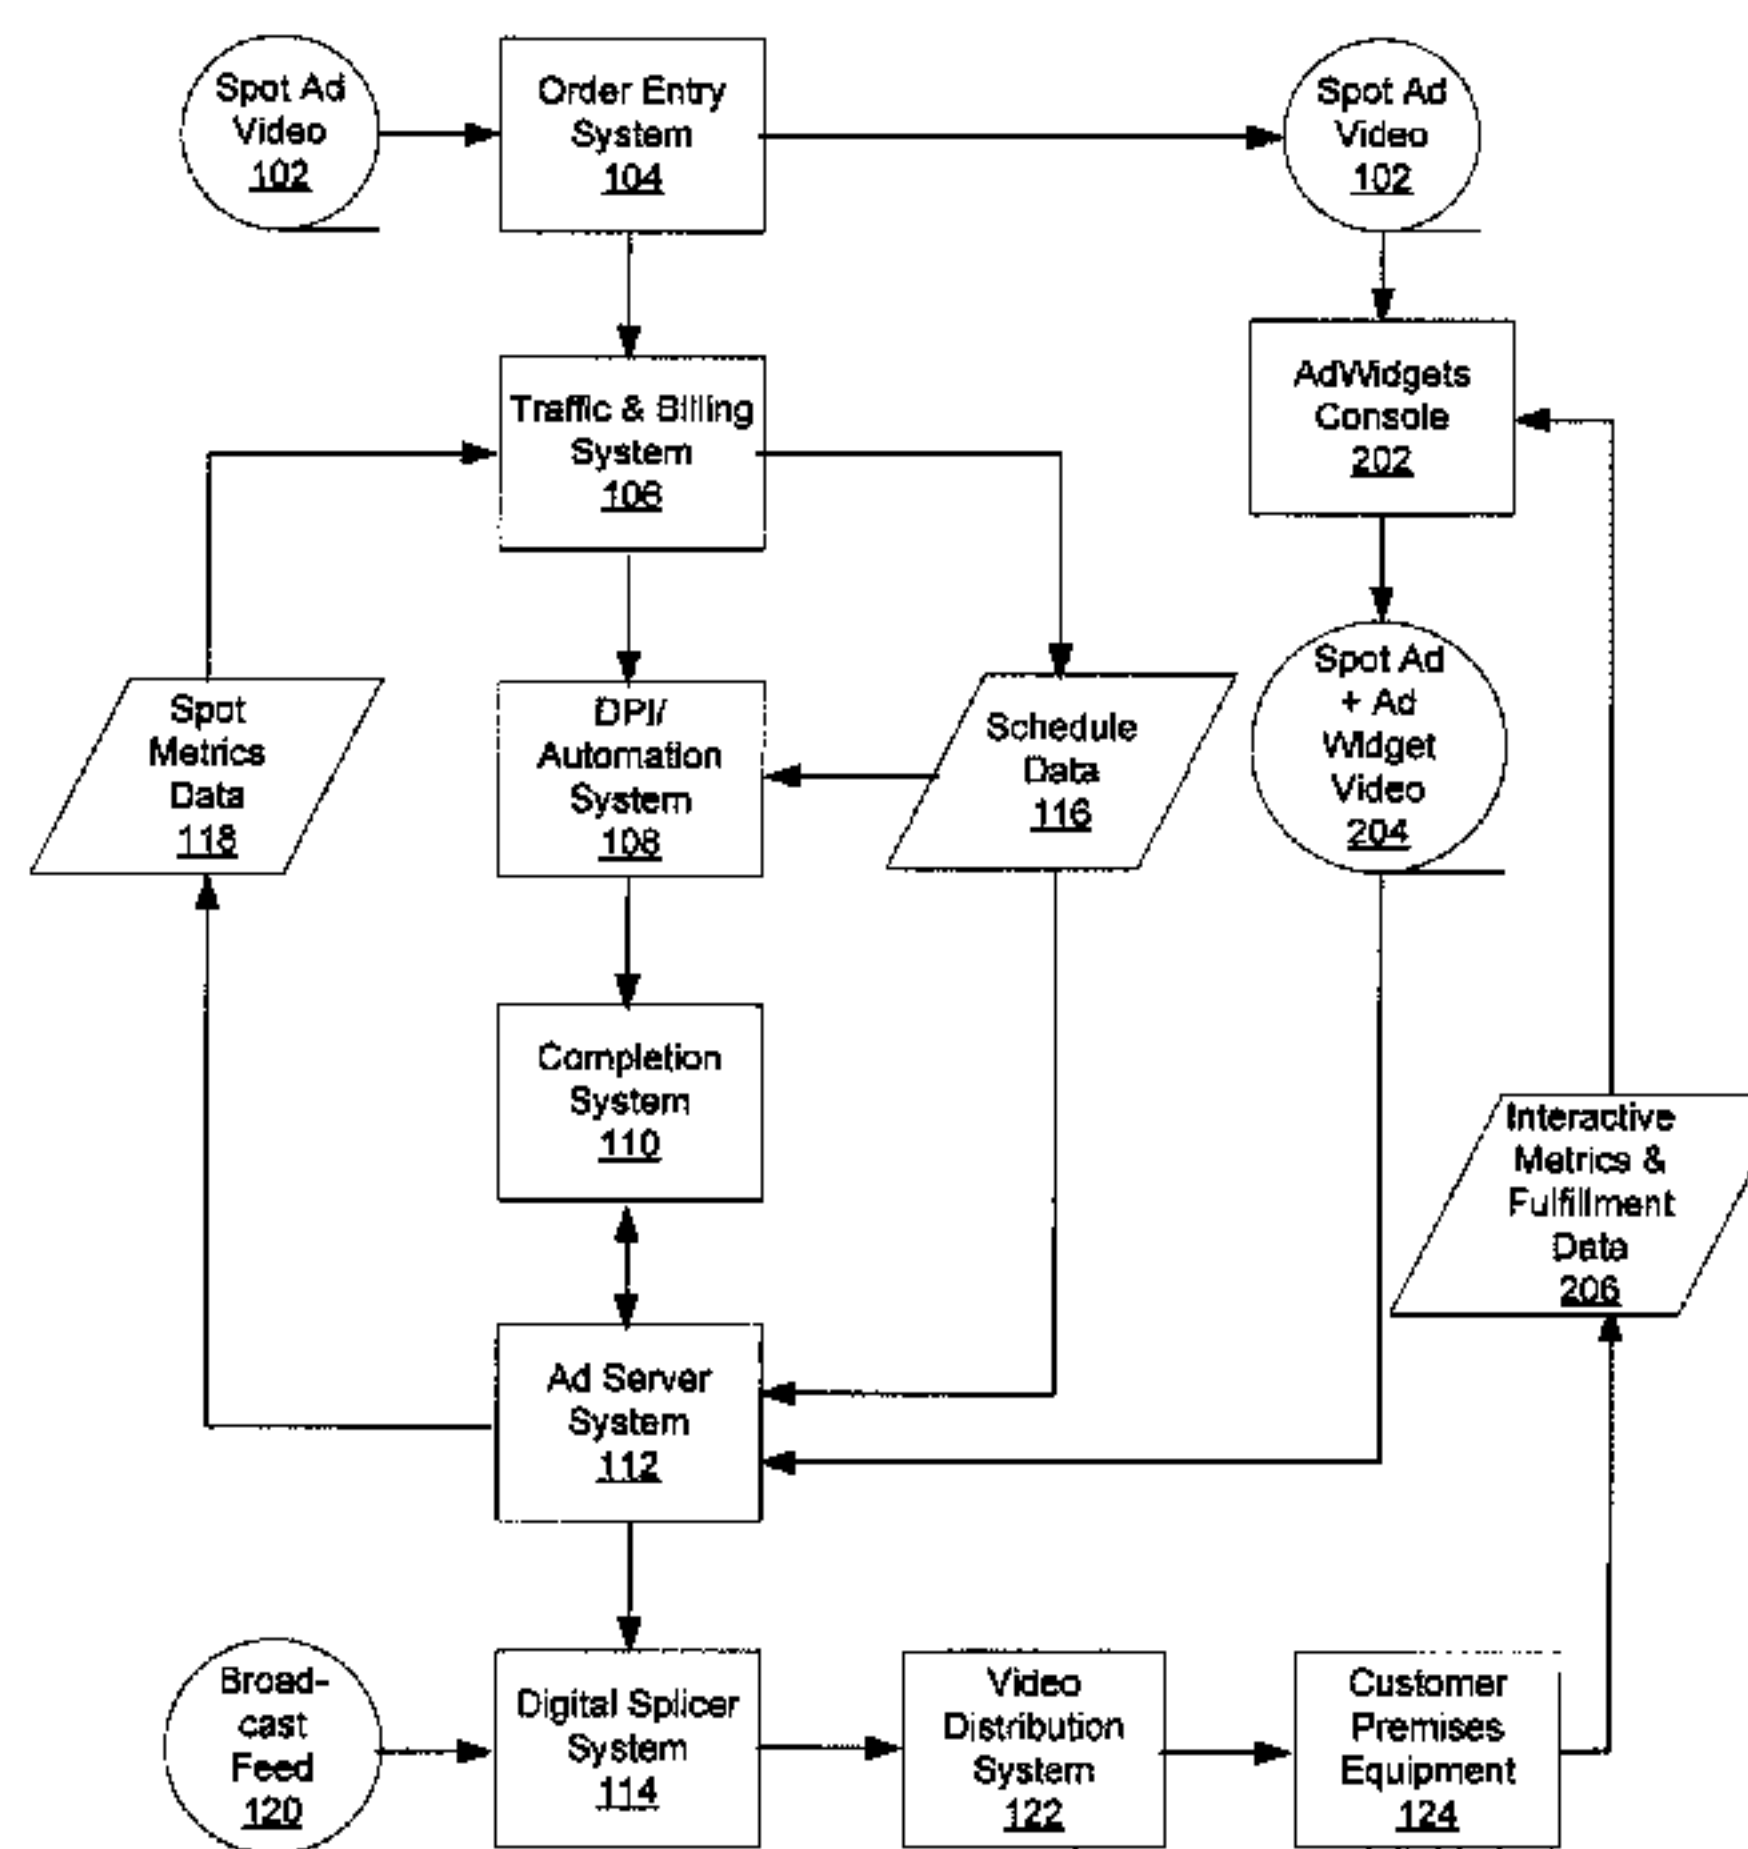 Spot Ad
Video
102
Order Entry
System
104
Spot Ad
Video
102
AdWidgets
Console
202
Traffic & Billing
System
106
Spot
Metrics
Data
118
DPI/
Automation
System
108
Schedule
Data
116
Spot Ad
+ Ad
Widget
Video
204
Completion
System
110
Interactive
Metrics &
Fulfillment
Data
206
Ad Server
System
112
Broad-
cast
Feed
120
Digital Splicer
System
114
Video
Distribution
System
122
Customer
Premises
Equipment
124